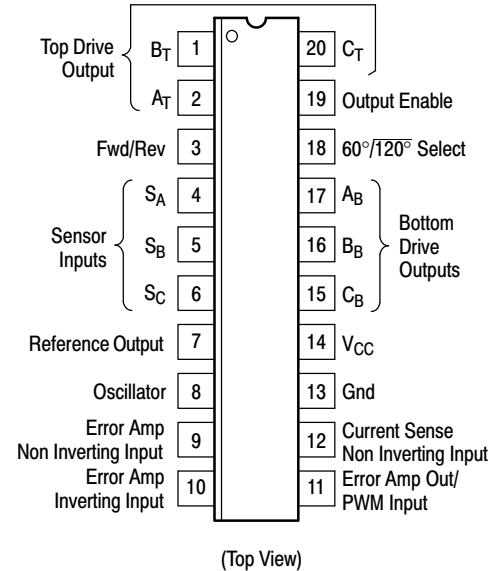 Top Drive
Output
B_T 1
A_T 2
Fwd/Rev 3
Sensor
Inputs
S_A 4
S_B 5
S_C 6
Reference Output 7
Oscillator 8
Error Amp
Non Inverting Input 9
Error Amp
Inverting Input 10
20 C_T
19 Output Enable
18 60°/120° Select
17 A_B
16 B_B
15 C_B
Bottom
Drive
Outputs
14 V_CC
13 Gnd
12 Current Sense
Non Inverting Input
11 Error Amp Out/
PWM Input
(Top View)